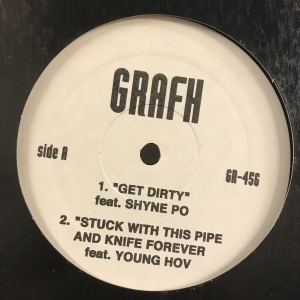 GRAFH
side A
GA-456
1. "GET DIRTY"
feat. SHYNE PO
2. "STUCK WITH THIS PIPE
AND KNIFE FOREVER
feat. YOUNG HOV